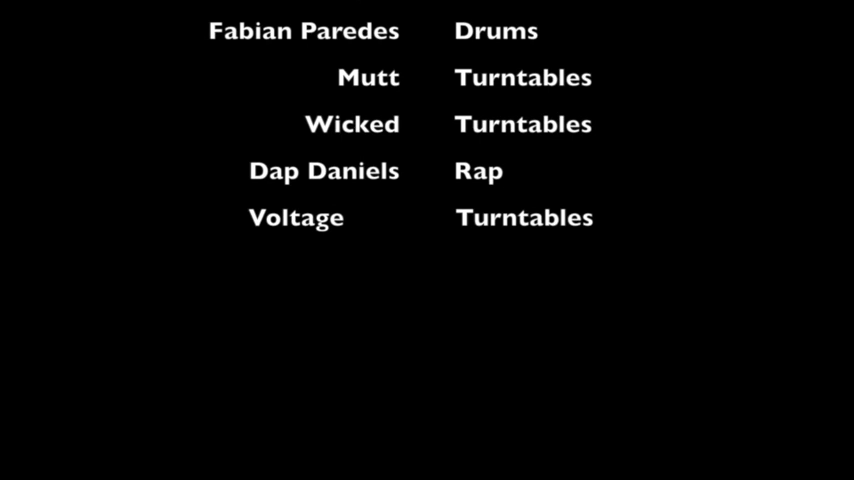 Fabian Paredes Drums
Mutt Turntables
Wicked Turntables
Dap Daniels Rap
Voltage Turntables